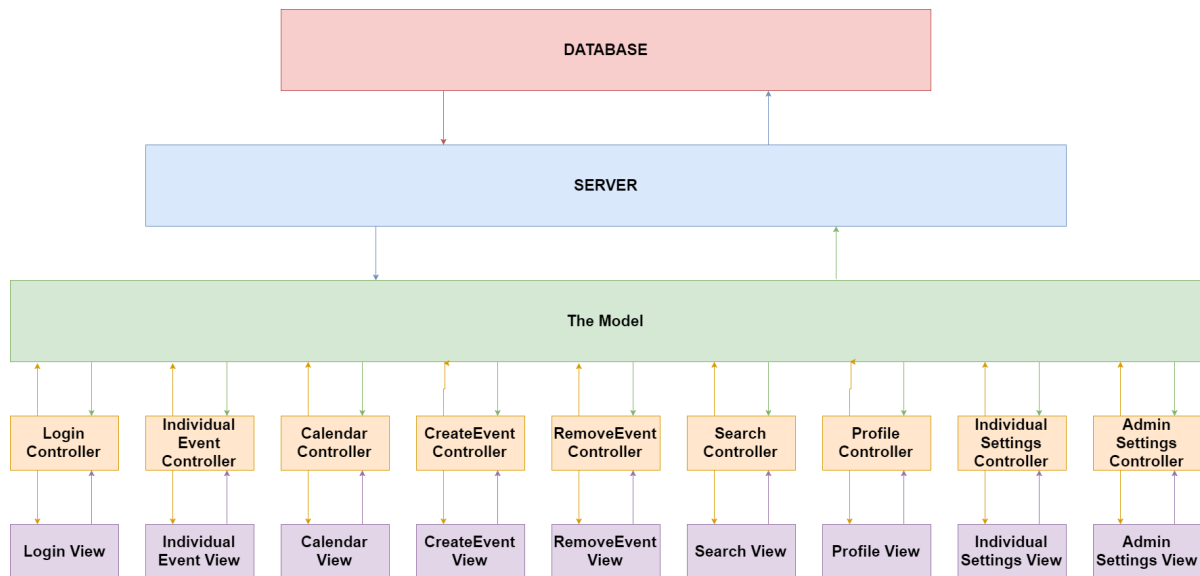 DATABASE
SERVER
The Model
Login
Controller
Individual
Event
Controller
Calendar
Controller
CreateEvent
Controller
RemoveEvent
Controller
Search
Controller
Profile
Controller
Individual
Settings
Controller
Admin
Settings
Controller
Login View
Individual
Event View
Calendar
View
CreateEvent
View
RemoveEvent
View
Search View
Profile View
Individual
Settings View
Admin
Settings View